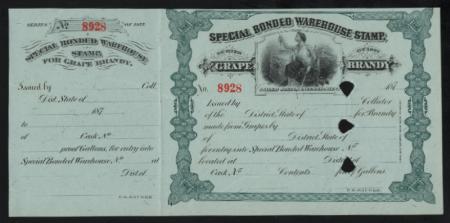 SERIES No. 8928 OF 1877
SPECIAL BONDED WAREHOUSE
STAMP.
FOR GRAPE BRANDY.
Issued by Coll.
Dist. State of
187
to
of Cask No.
proof Gallons, for entry into
Special Bonded Warehouse, No. at
Dist. of
SPECIAL BONDED WAREHOUSE STAMP.
GRAPE BRANDY
No. 8928 187
Issued by Collector
of the District, State of for Brandy
made from Grapes by
of District, State of
for entry into Special Bonded Warehouse No.
located at District of
Cask No. Contents proof Gallons.